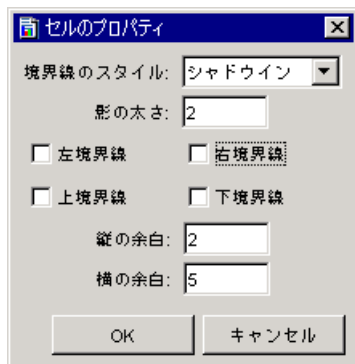 セルのプロパティ
境界線のスタイル: シャドウイン
影の太さ: 2
左境界線 右境界線
上境界線 下境界線
縦の余白: 2
横の余白: 5
OK キャンセル